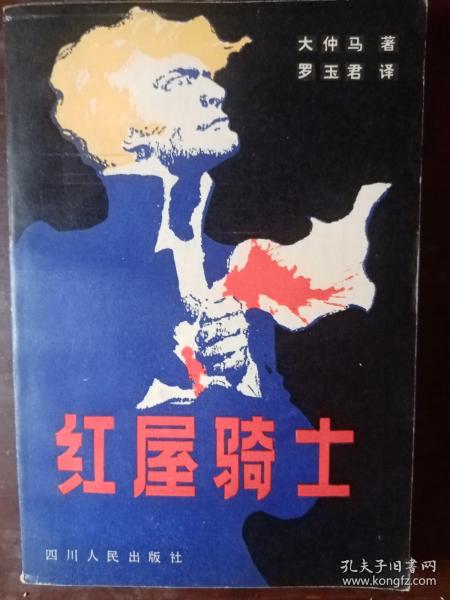 大仲马 著
罗玉君 译
红屋骑士
四川人民出版社
孔夫子旧书网
www.kongfz.com